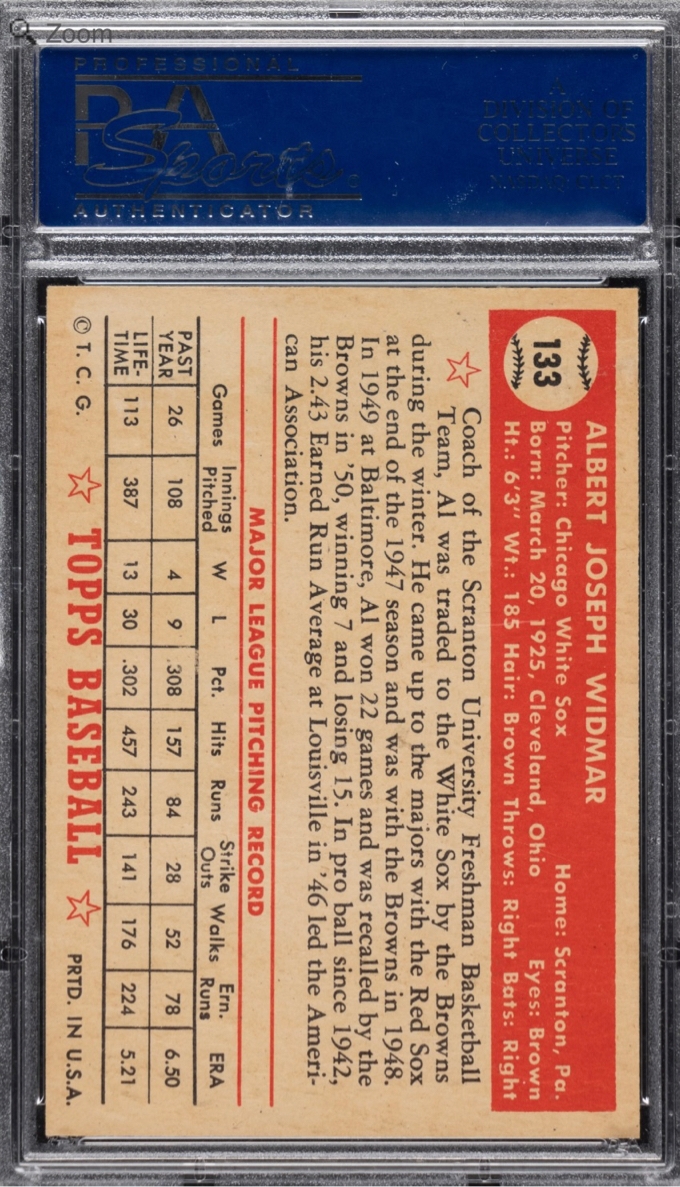 Zoom
PROFESSIONAL
PSA
Sports
AUTHENTICATOR
A
DIVISION OF
COLLECTORS
UNIVERSE
NASDAQ: CLCT
133
ALBERT JOSEPH WIDMAR
Pitcher: Chicago White Sox Home: Scranton, Pa.
Born: March 20, 1925, Cleveland, Ohio Eyes: Brown
Ht.: 6'3" Wt.: 185 Hair: Brown Throws: Right Bats: Right
Coach of the Scranton University Freshman Basketball
Team, Al was traded to the White Sox by the Browns
during the winter. He came up to the majors with the Red Sox
at the end of the 1947 season and was with the Browns in 1948.
In 1949 at Baltimore, Al won 22 games and was recalled by the
Browns in '50, winning 7 and losing 15. In pro ball since 1942,
his 2.43 Earned Run Average at Louisville in '46 led the Ameri-
can Association.
MAJOR LEAGUE PITCHING RECORD
Games Innings Pitched W L Pct. Hits Runs Strike Outs Walks Ern. Runs ERA
PAST YEAR 26 108 4 9 .308 157 84 28 52 78 6.50
LIFE-TIME 113 387 13 30 .302 457 243 141 176 224 5.21
© T. C. G. TOPPS BASEBALL PRTD. IN U.S.A.